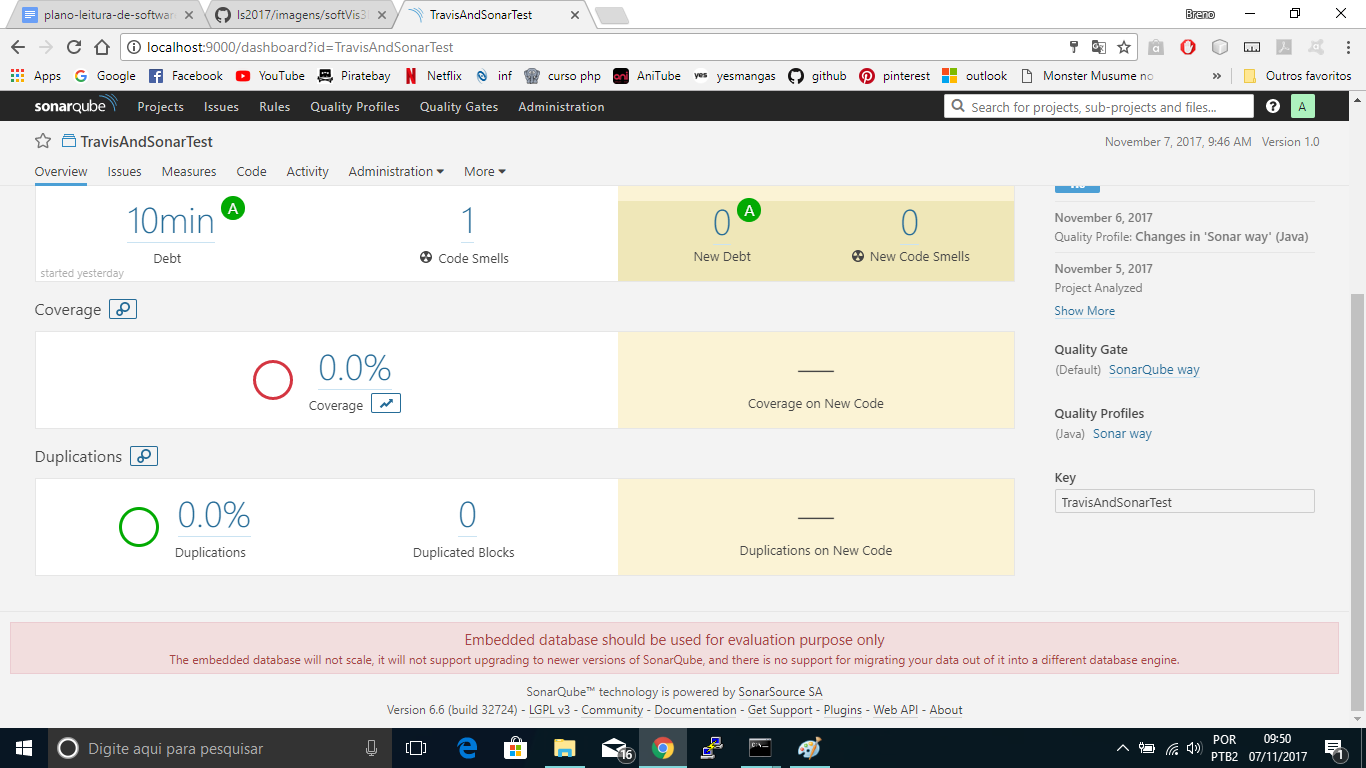 plano-leitura-de-software
ls2017/imagens/softVis3
TravisAndSonarTest
Breno
localhost:9000/dashboard?id=TravisAndSonarTest
Apps Google Facebook YouTube Piratebay Netflix inf curso php AniTube yesmangas github pinterest outlook Monster Musume no » Outros favoritos
sonarqube Projects Issues Rules Quality Profiles Quality Gates Administration Search for projects, sub-projects and files... ? A
TravisAndSonarTest November 7, 2017, 9:46 AM Version 1.0
Overview Issues Measures Code Activity Administration More
10min A
Debt
started yesterday
1
Code Smells
0 A
New Debt
0
New Code Smells
November 6, 2017
Quality Profile: Changes in 'Sonar way' (Java)
November 5, 2017
Project Analyzed
Show More
Coverage
0.0%
Coverage
Coverage on New Code
Quality Gate
(Default) SonarQube way
Quality Profiles
(Java) Sonar way
Key
TravisAndSonarTest
Duplications
0.0%
Duplications
0
Duplicated Blocks
Duplications on New Code
Embedded database should be used for evaluation purpose only
The embedded database will not scale, it will not support upgrading to newer versions of SonarQube, and there is no support for migrating your data out of it into a different database engine.
SonarQube™ technology is powered by SonarSource SA
Version 6.6 (build 32724) - LGPL v3 - Community - Documentation - Get Support - Plugins - Web API - About
Digite aqui para pesquisar
16
POR
PTB2
09:50
07/11/2017
1